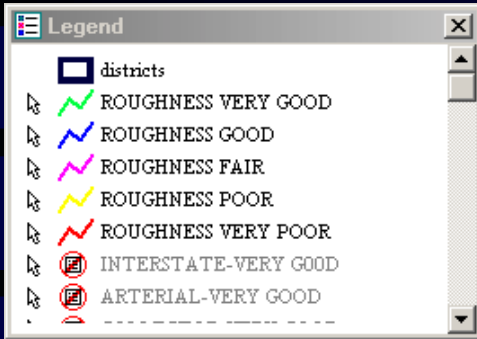 Legend
districts
ROUGHNESS VERY GOOD
ROUGHNESS GOOD
ROUGHNESS FAIR
ROUGHNESS POOR
ROUGHNESS VERY POOR
INTERSTATE-VERY GOOD
ARTERIAL-VERY GOOD